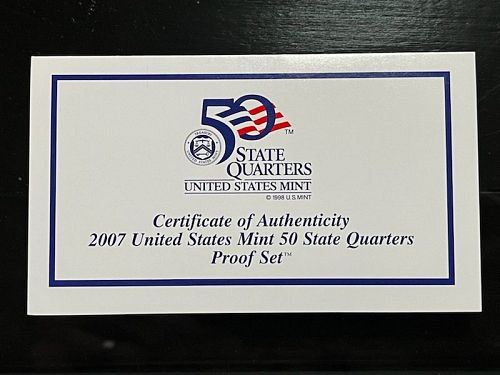 50
TM
STATE
QUARTERS
UNITED STATES MINT
© 1998 U.S. MINT
Certificate of Authenticity
2007 United States Mint 50 State Quarters
Proof Set™